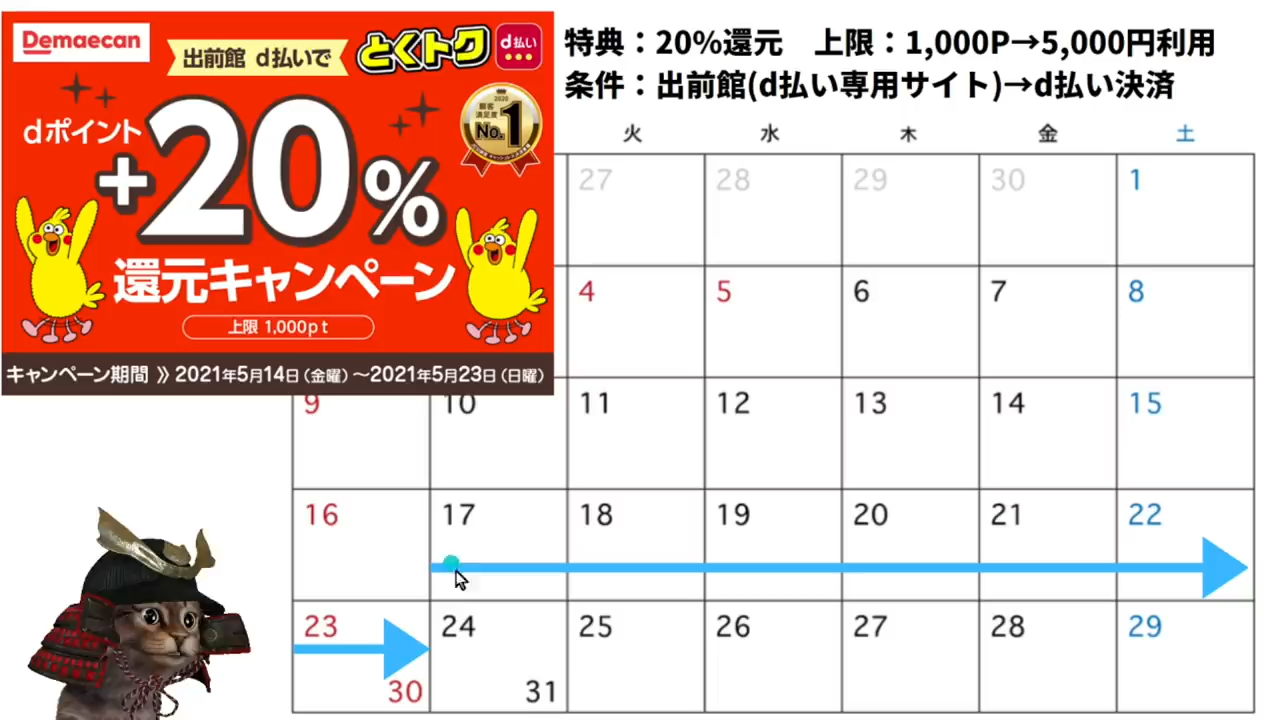 Demaecan
出前館 d払いで
とくトク
d払い
dポイント
+20%
2020
顧客
満足度
No.1
還元キャンペーン
上限 1,000pt
キャンペーン期間 》 2021年5月14日(金曜)~2021年5月23日(日曜)
特典:20%還元 上限:1,000P→5,000円利用
条件:出前館(d払い専用サイト)→d払い決済
火 水 木 金 土
27 28 29 30 1
4 5 6 7 8
9 10 11 12 13 14 15
16 17 18 19 20 21 22
23 24 25 26 27 28 29
30 31